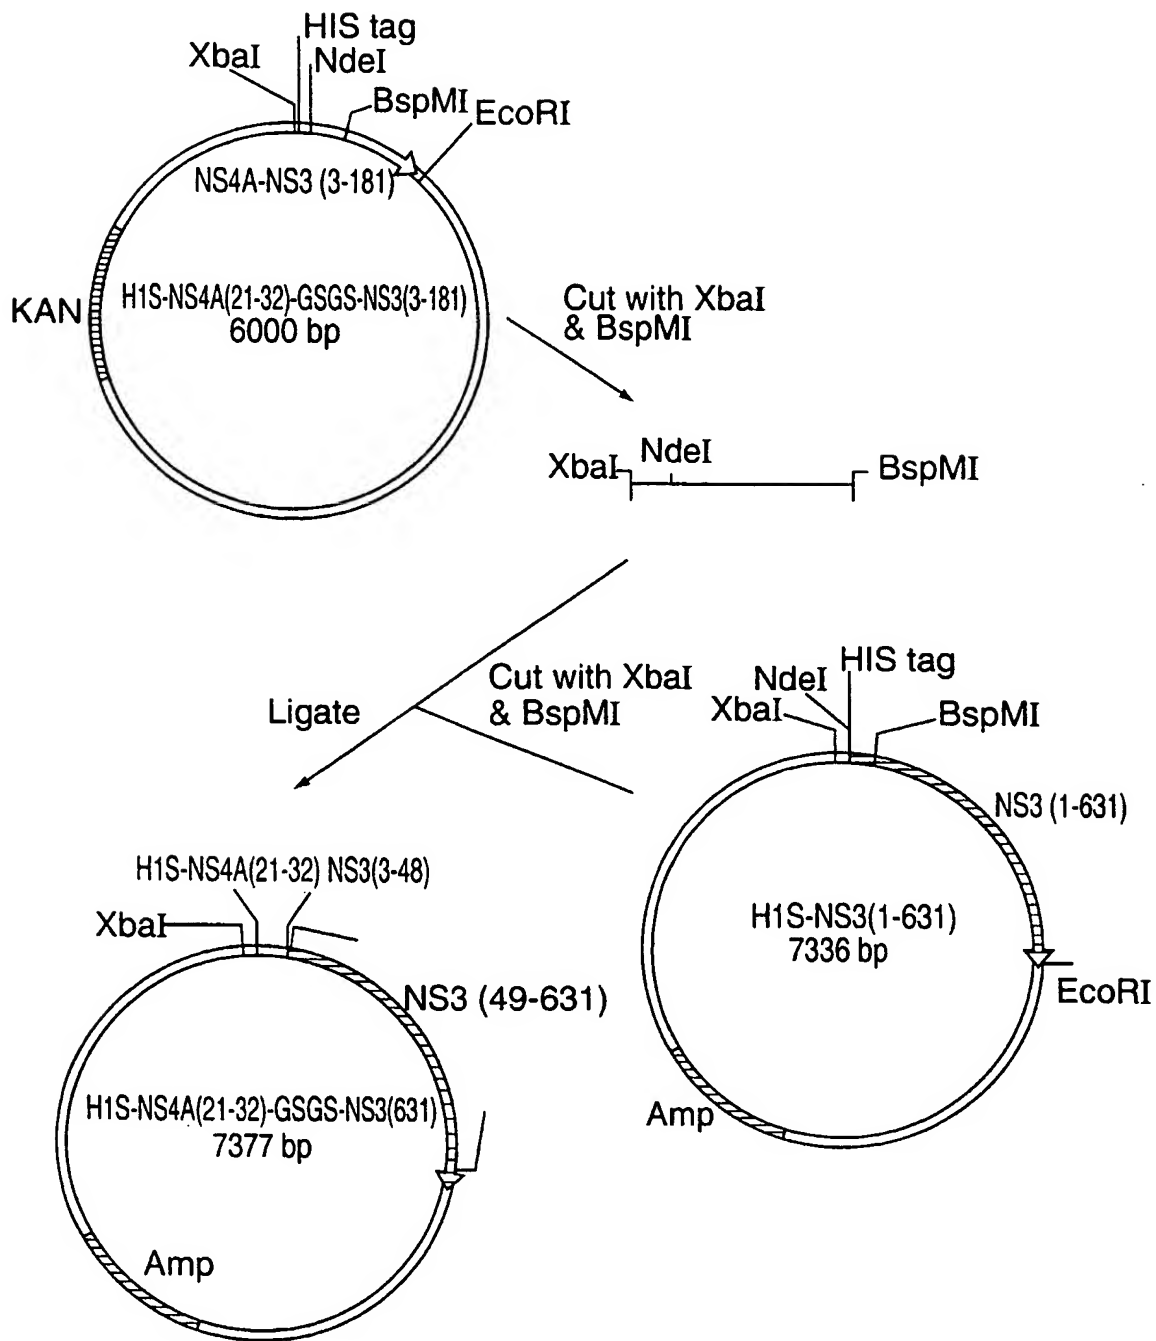 HIS tag
XbaI
NdeI
BspMI
EcoRI
NS4A-NS3 (3-181)
KAN
H1S-NS4A(21-32)-GSGS-NS3(3-181)
6000 bp
Cut with XbaI
& BspMI
XbaI
NdeI
BspMI
Ligate
Cut with XbaI
& BspMI
HIS tag
NdeI
XbaI
BspMI
NS3 (1-631)
H1S-NS3(1-631)
7336 bp
EcoRI
Amp
H1S-NS4A(21-32) NS3(3-48)
XbaI
NS3 (49-631)
H1S-NS4A(21-32)-GSGS-NS3(631)
7377 bp
Amp